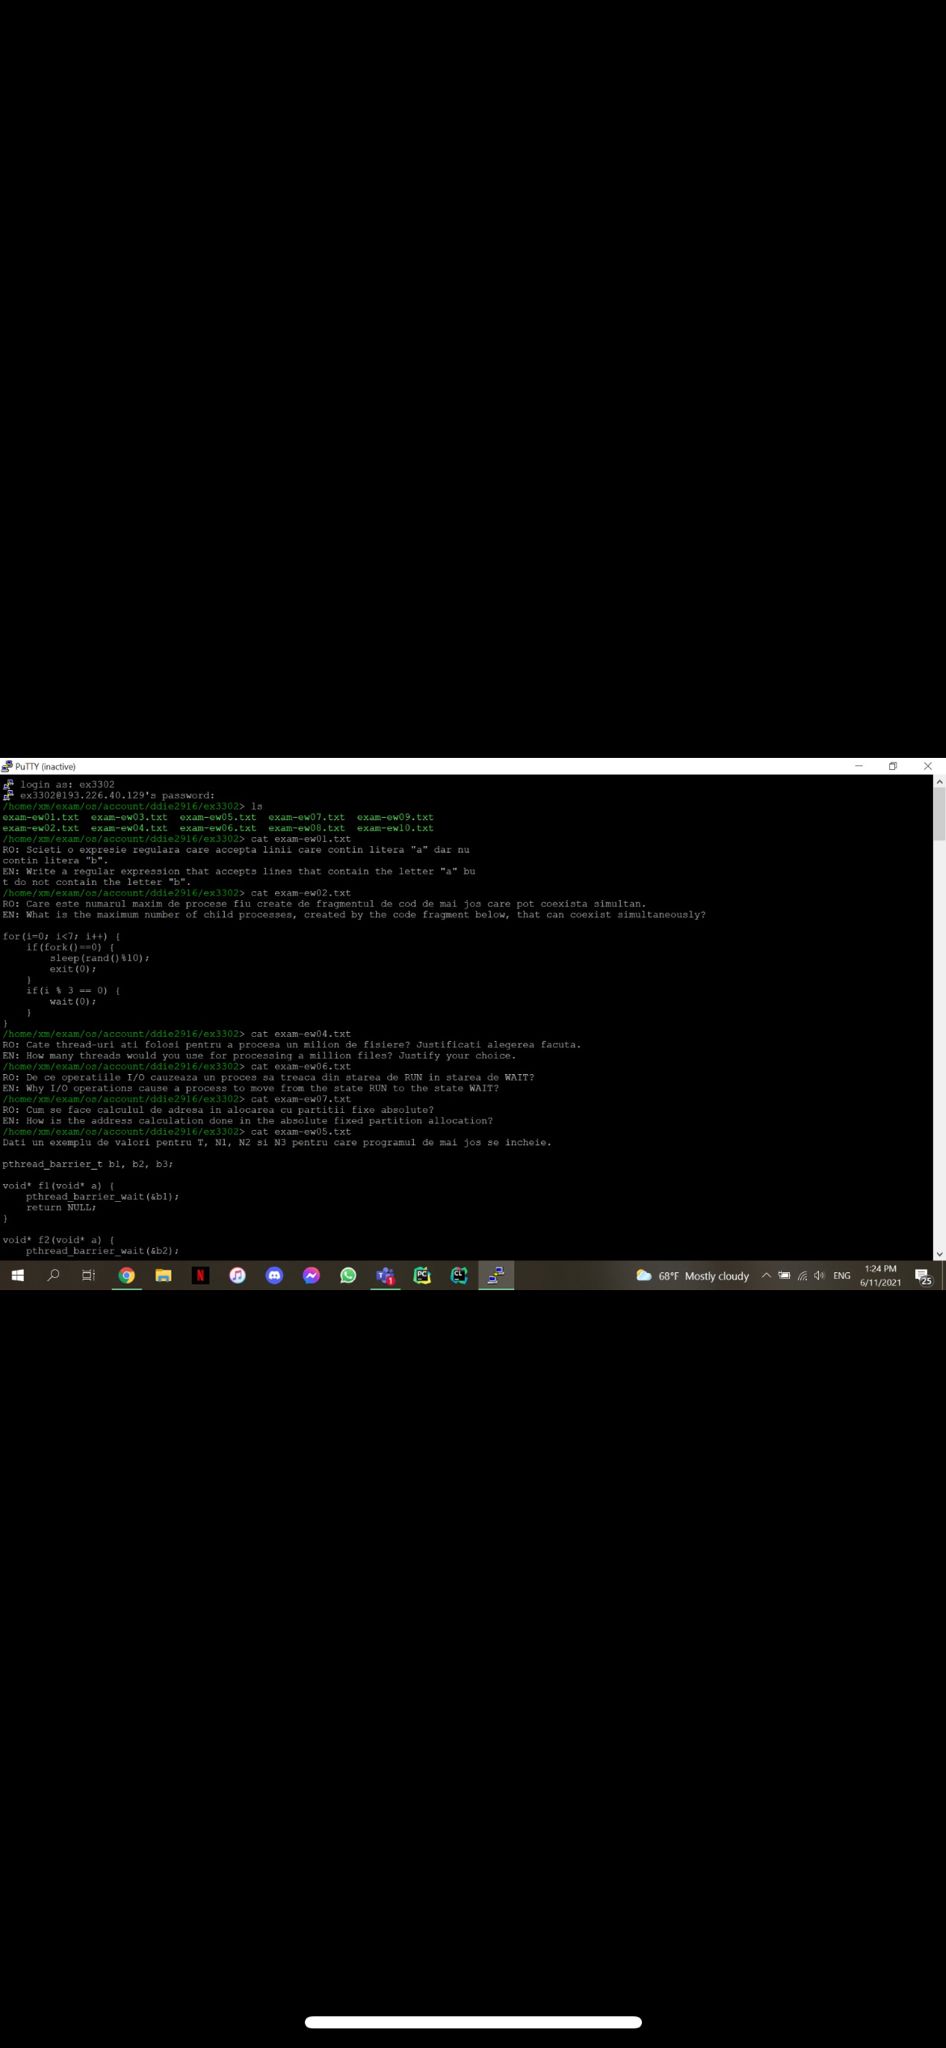 PuTTY (inactive)
login as: ex3302
ex3302@193.226.40.129's password:
/home/xm/exam/os/account/ddie2916/ex3302> ls
exam-ew01.txt  exam-ew03.txt  exam-ew05.txt  exam-ew07.txt  exam-ew09.txt
exam-ew02.txt  exam-ew04.txt  exam-ew06.txt  exam-ew08.txt  exam-ew10.txt
/home/xm/exam/os/account/ddie2916/ex3302> cat exam-ew01.txt
RO: Scieti o expresie regulara care accepta linii care contin litera "a" dar nu
contin litera "b".
EN: Write a regular expression that accepts lines that contain the letter "a" bu
t do not contain the letter "b".
/home/xm/exam/os/account/ddie2916/ex3302> cat exam-ew02.txt
RO: Care este numarul maxim de procese fiu create de fragmentul de cod de mai jos care pot coexista simultan.
EN: What is the maximum number of child processes, created by the code fragment below, that can coexist simultaneously?
for(i=0; i<7; i++) {
    if(fork()==0) {
        sleep(rand()%10);
        exit(0);
    }
    if(i % 3 == 0) {
        wait(0);
    }
}
/home/xm/exam/os/account/ddie2916/ex3302> cat exam-ew04.txt
RO: Cate thread-uri ati folosi pentru a procesa un milion de fisiere? Justificati alegerea facuta.
EN: How many threads would you use for processing a million files? Justify your choice.
/home/xm/exam/os/account/ddie2916/ex3302> cat exam-ew06.txt
RO: De ce operatiile I/O cauzeaza un proces sa treaca din starea de RUN in starea de WAIT?
EN: Why I/O operations cause a process to move from the state RUN to the state WAIT?
/home/xm/exam/os/account/ddie2916/ex3302> cat exam-ew07.txt
RO: Cum se face calculul de adresa in alocarea cu partitii fixe absolute?
EN: How is the address calculation done in the absolute fixed partition allocation?
/home/xm/exam/os/account/ddie2916/ex3302> cat exam-ew05.txt
Dati un exemplu de valori pentru T, N1, N2 si N3 pentru care programul de mai jos se incheie.
pthread_barrier_t b1, b2, b3;
void* f1(void* a) {
    pthread_barrier_wait(&b1);
    return NULL;
}
void* f2(void* a) {
    pthread_barrier_wait(&b2);
68°F Mostly cloudy ENG 1:24 PM
6/11/2021 25